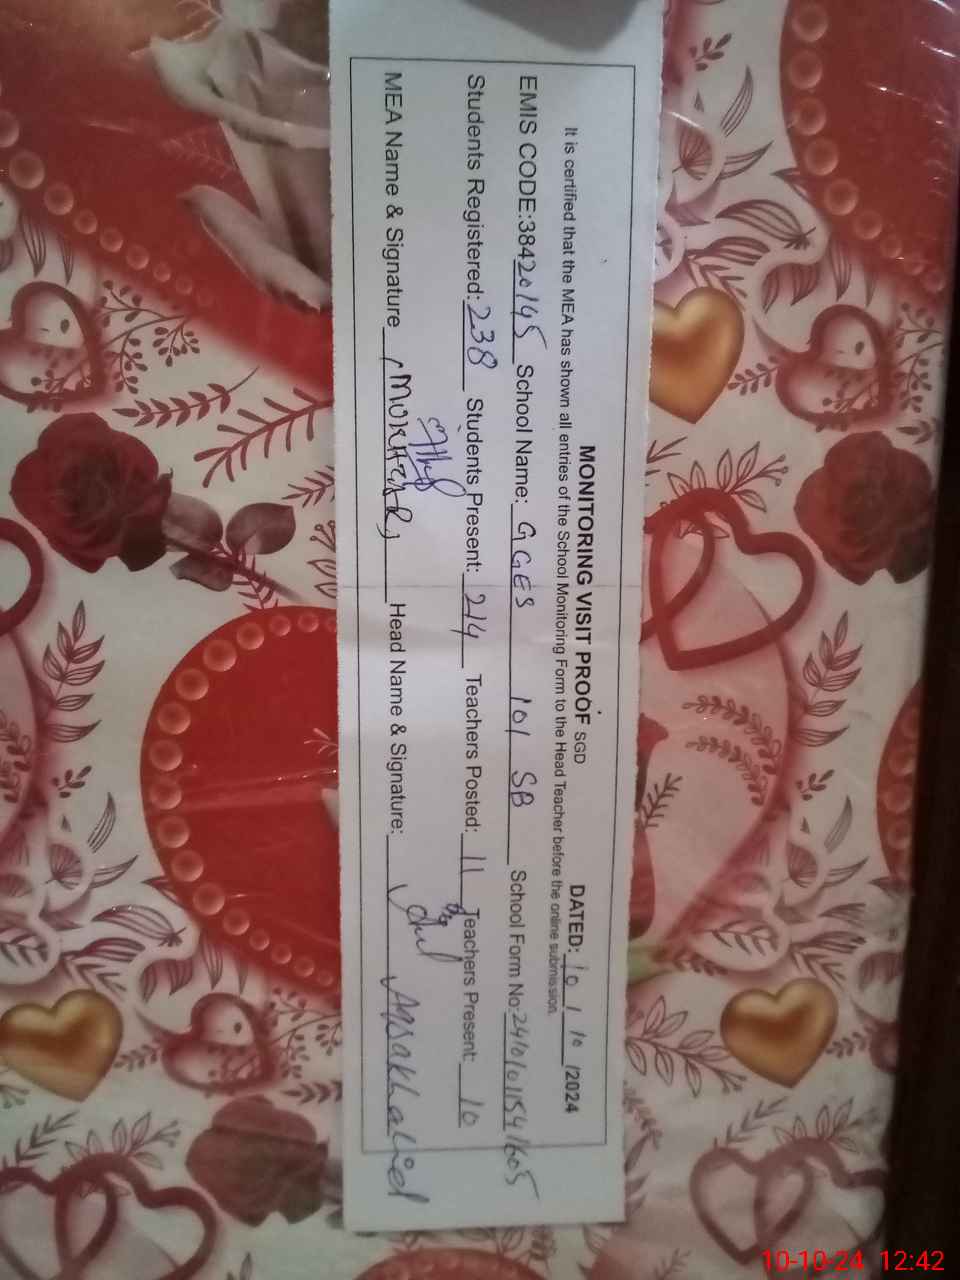 MONITORING VISIT PROOF SGD DATED: 10 / 10 /2024
It is certified that the MEA has shown all entries of the School Monitoring Form to the Head Teacher before the online submission.
EMIS CODE:38420145 School Name: GGES 101 SB School Form No:2410101541605
Students Registered: 238 Students Present: 214 Teachers Posted: 11 Teachers Present: 10
MEA Name & Signature Head Name & Signature:
10-10-24 12:42